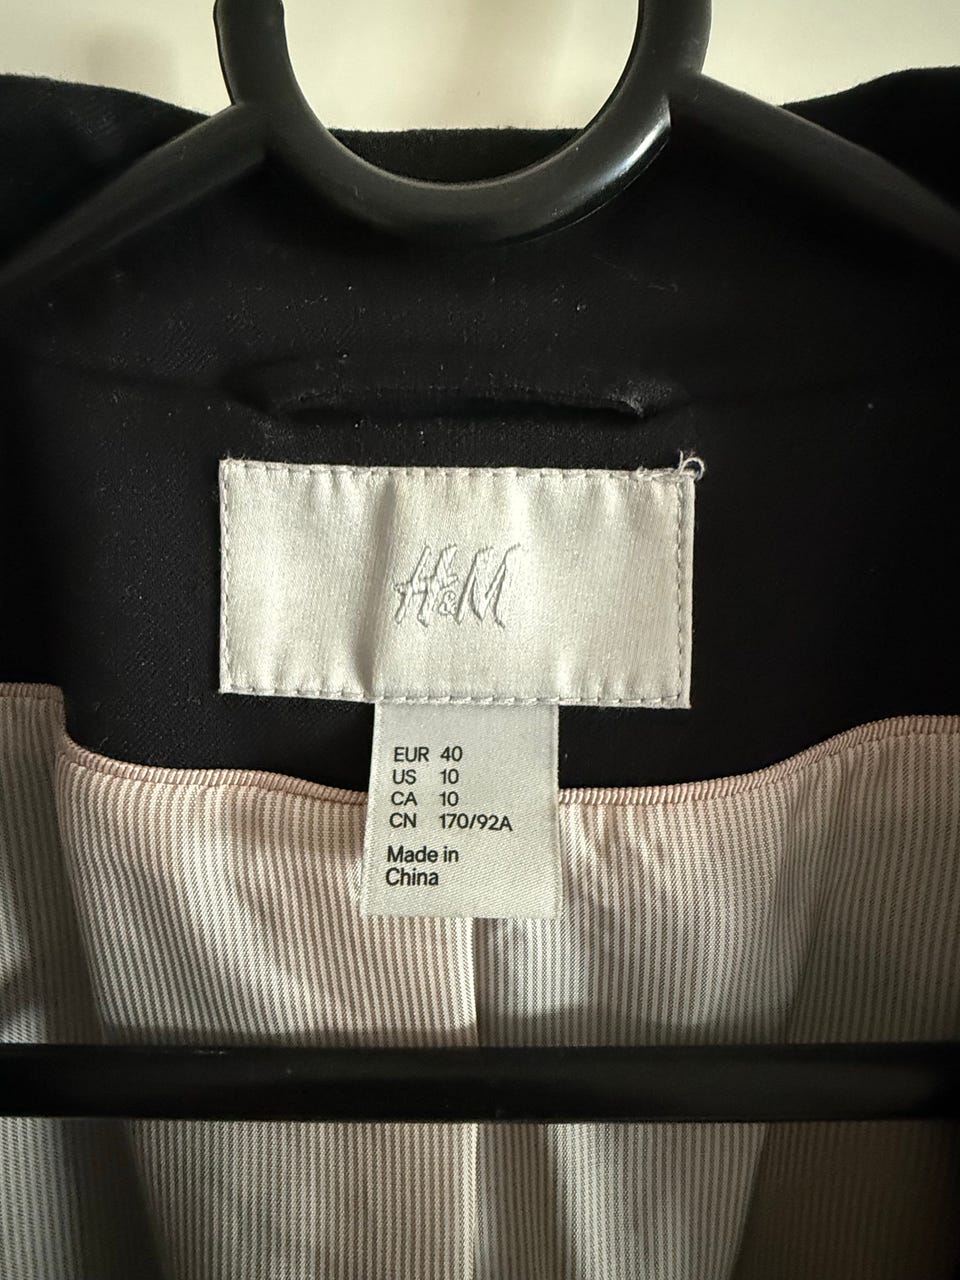 H&M
EUR 40
US 10
CA 10
CN 170/92A
Made in
China